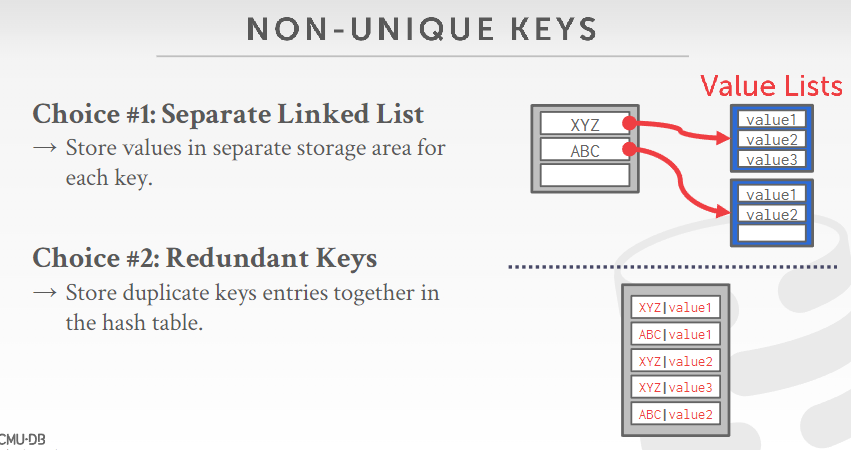 NON-UNIQUE KEYS
Choice #1: Separate Linked List
→ Store values in separate storage area for
each key.
Choice #2: Redundant Keys
→ Store duplicate keys entries together in
the hash table.
Value Lists
XYZ
ABC
value1
value2
value3
value1
value2
XYZ|value1
ABC|value1
XYZ|value2
XYZ|value3
ABC|value2
CMU-DB